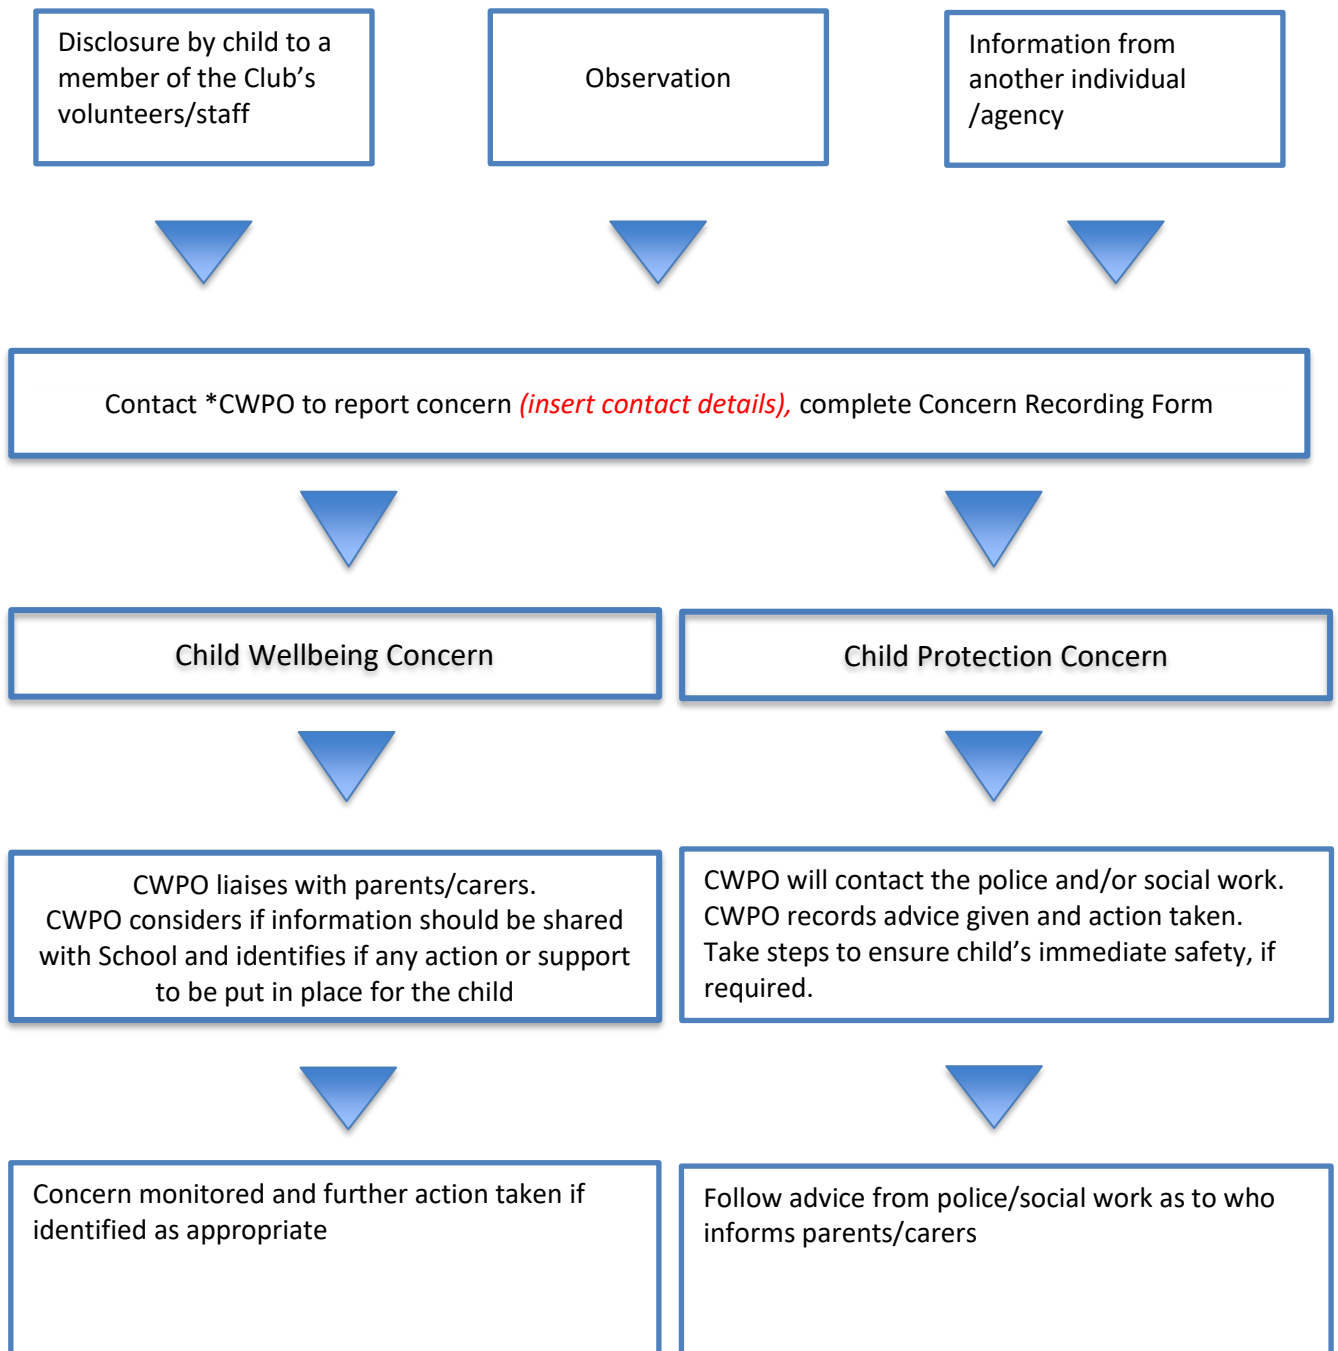 Disclosure by child to a
member of the Club’s
volunteers/staff
Observation
Information from
another individual
/agency
Contact *CWPO to report concern (insert contact details), complete Concern Recording Form
Child Wellbeing Concern
Child Protection Concern
CWPO liaises with parents/carers.
CWPO considers if information should be shared
with School and identifies if any action or support
to be put in place for the child
CWPO will contact the police and/or social work.
CWPO records advice given and action taken.
Take steps to ensure child’s immediate safety, if
required.
Concern monitored and further action taken if
identified as appropriate
Follow advice from police/social work as to who
informs parents/carers